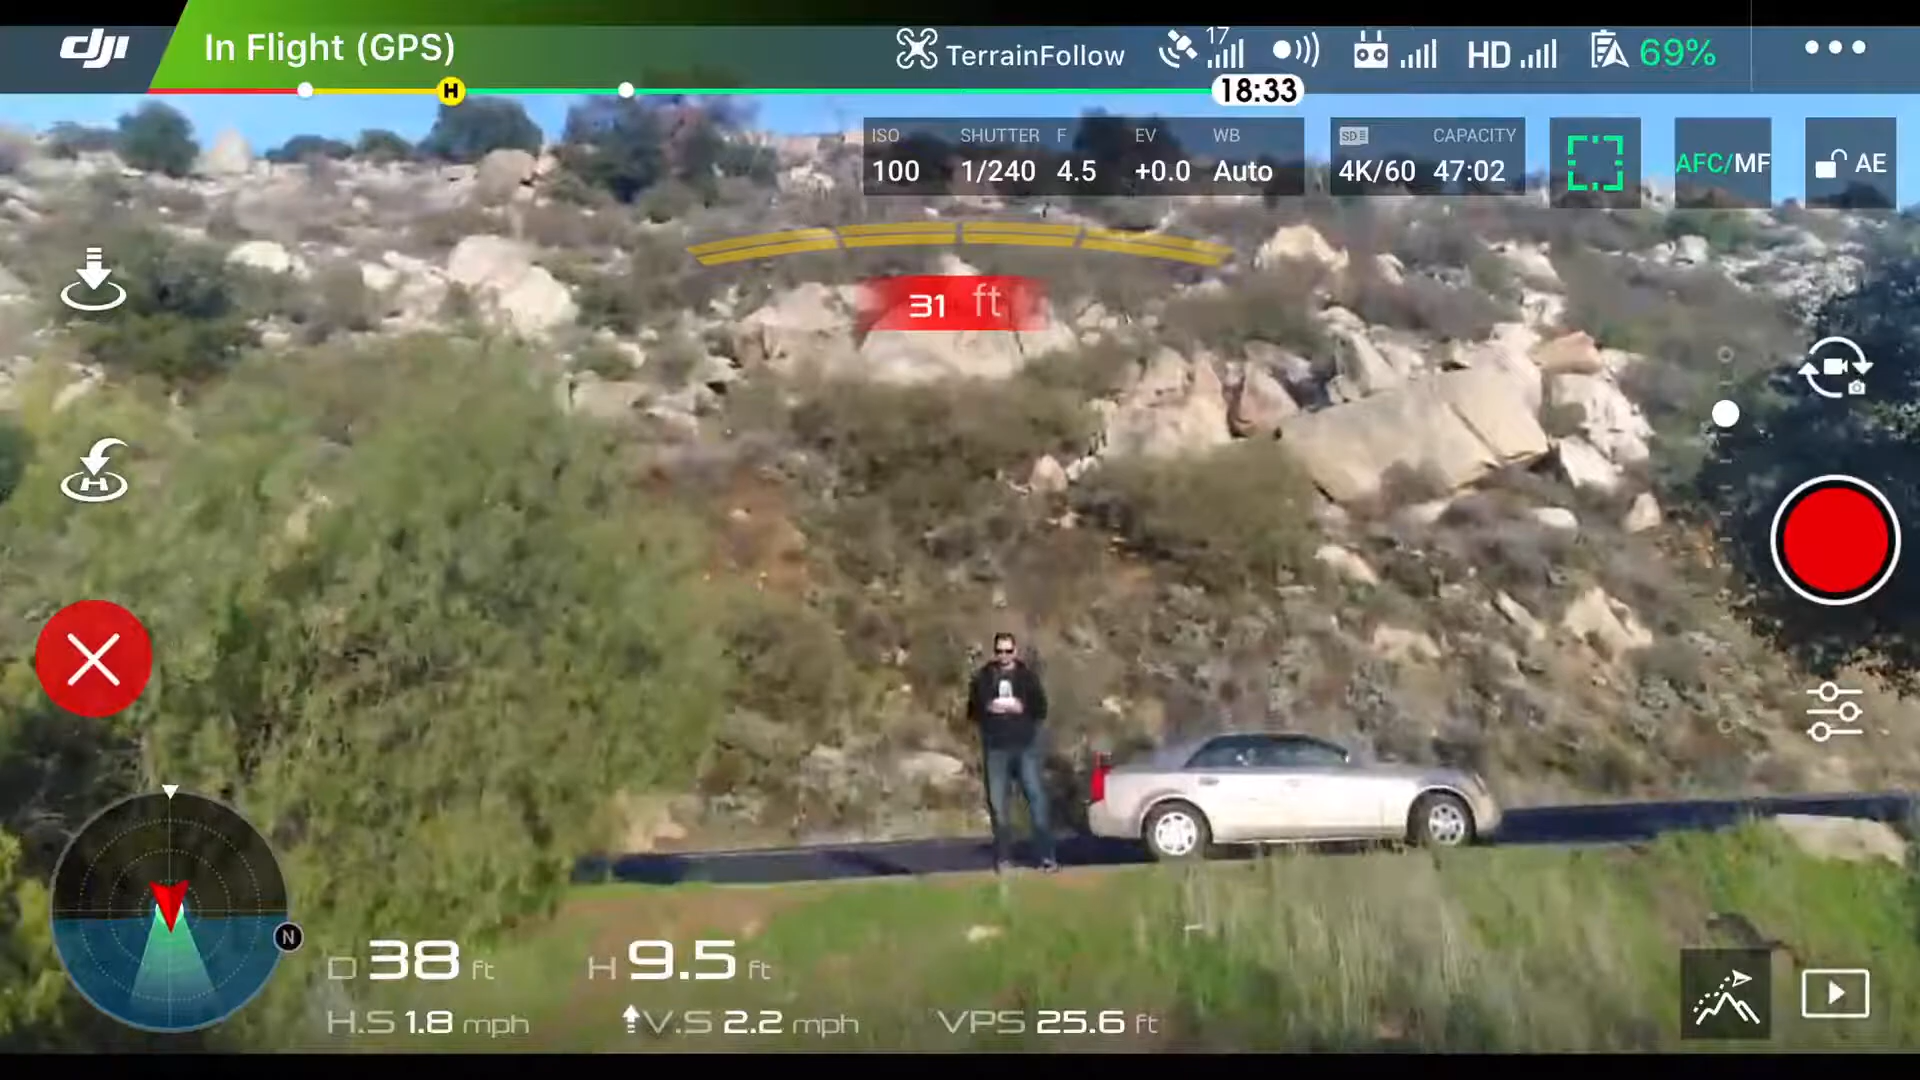 dji In Flight (GPS) TerrainFollow 17 HD 69%
H 18:33
ISO SHUTTER F EV WB SD CAPACITY
100 1/240 4.5 +0.0 Auto 4K/60 47:02 AFC/MF AE
31 ft
H
N
D 38 ft H 9.5 ft
H.S 1.8 mph V.S 2.2 mph VPS 25.6 ft